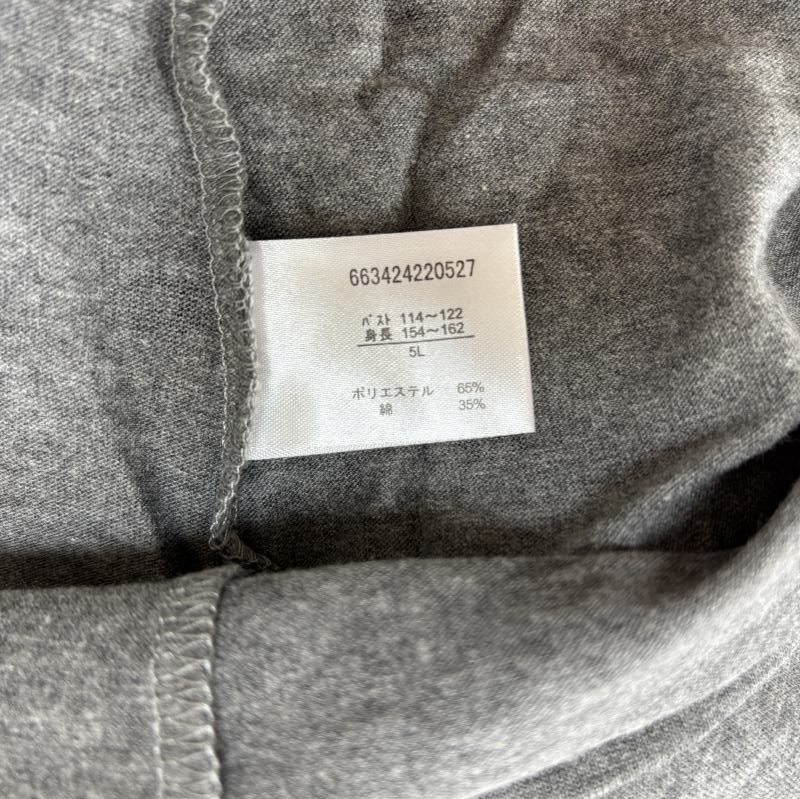 663424220527
バスト 114～122
身長 154～162
5L
ポリエステル 65%
綿 35%